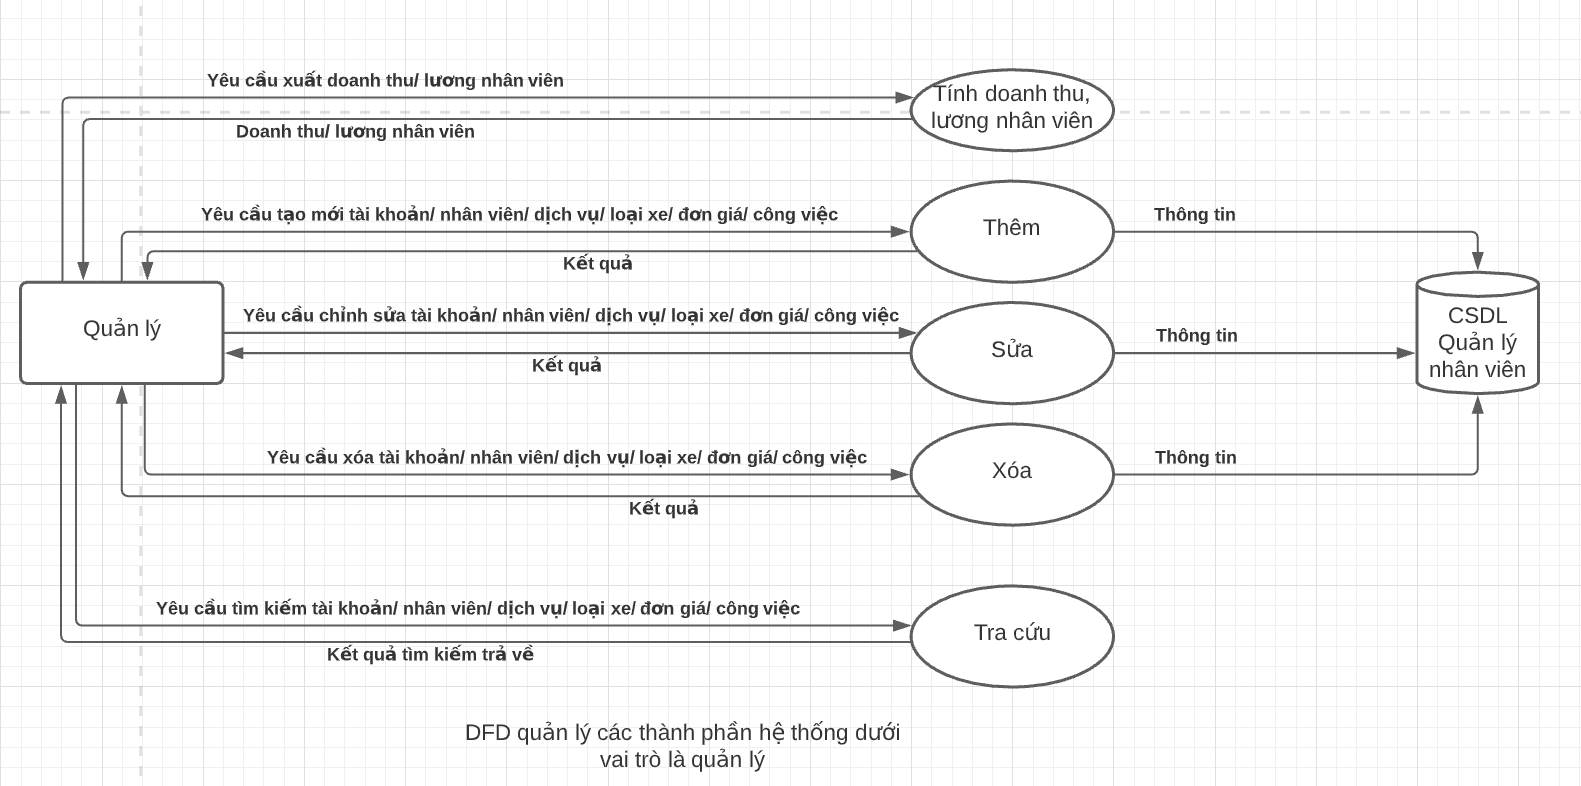 Yêu cầu xuất doanh thu/ lương nhân viên
Tính doanh thu,
lương nhân viên
Doanh thu/ lương nhân viên
Yêu cầu tạo mới tài khoản/ nhân viên/ dịch vụ/ loại xe/ đơn giá/ công việc
Thêm
Thông tin
Kết quả
Quản lý
Yêu cầu chỉnh sửa tài khoản/ nhân viên/ dịch vụ/ loại xe/ đơn giá/ công việc
Sửa
Thông tin
CSDL
Quản lý
nhân viên
Kết quả
Yêu cầu xóa tài khoản/ nhân viên/ dịch vụ/ loại xe/ đơn giá/ công việc
Xóa
Thông tin
Kết quả
Yêu cầu tìm kiếm tài khoản/ nhân viên/ dịch vụ/ loại xe/ đơn giá/ công việc
Tra cứu
Kết quả tìm kiếm trả về
DFD quản lý các thành phần hệ thống dưới
vai trò là quản lý